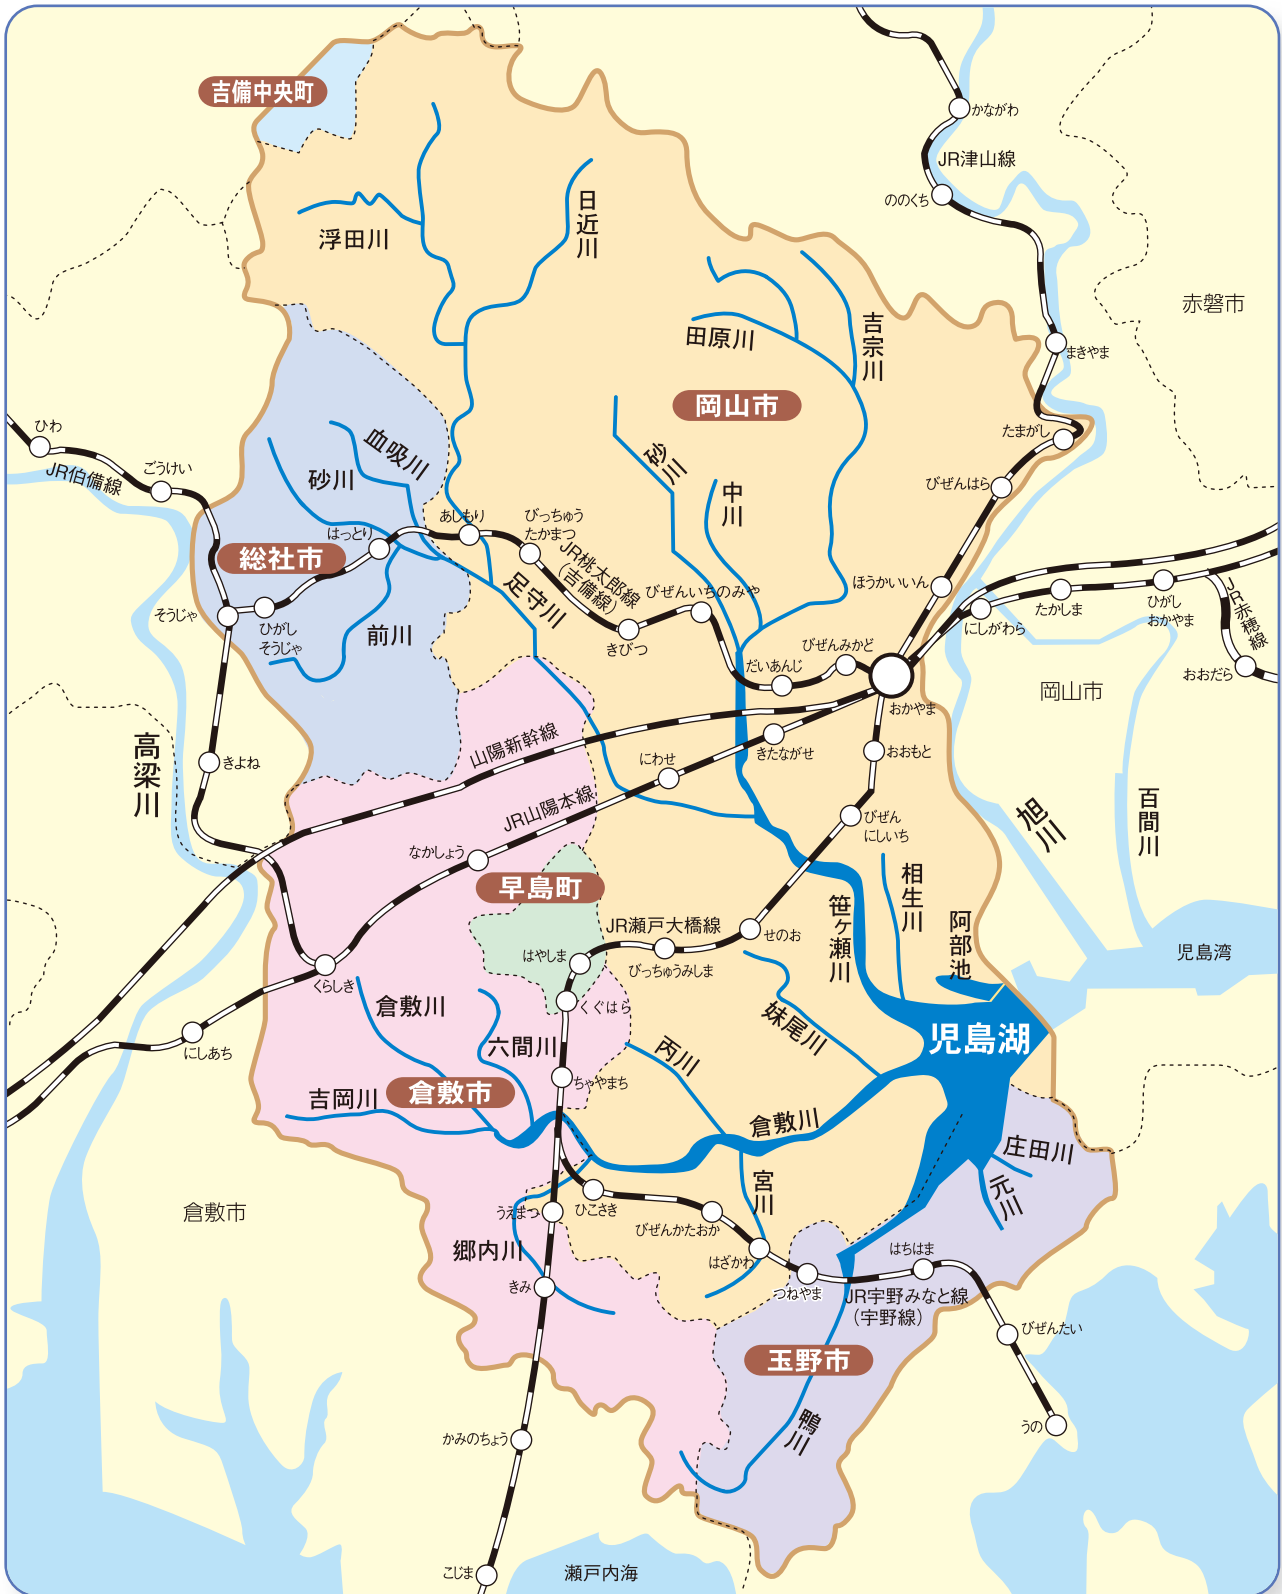 吉備中央町
かながわ
JR津山線
ののくち
浮田川
日近川
赤磐市
田原川
吉宗川
まきやま
岡山市
ひわ
JR伯備線
ごうけい
血吸川
砂川
砂川
中川
たまがし
びぜんはら
はっとり
あしもり
びっちゅう
たかまつ
総社市
JR桃太郎線
（吉備線）
足守川
びぜんいちのみや
ほうかいいん
そうじゃ
ひがし
そうじゃ
前川
きびつ
びぜんみかど
だいあんじ
にしがわら
たかしま
ひがし
おかやま
JR赤穂線
おおだら
おかやま
岡山市
高梁川
きよね
山陽新幹線
にわせ
きたながせ
おおもと
JR山陽本線
びぜん
にしいち
旭川
百間川
なかしょう
早島町
相生川
笹ヶ瀬川
阿部池
JR瀬戸大橋線
せのお
はやしま
びっちゅうみしま
児島湾
くらしき
倉敷川
くぐはら
六間川
妹尾川
児島湖
にしあち
丙川
ちゃやまち
倉敷市
吉岡川
倉敷川
庄田川
宮川
元川
倉敷市
うえまつ
ひこさき
びぜんかたおか
郷内川
はざかわ
はちはま
きみ
つねやま
JR宇野みなと線
（宇野線）
びぜんたい
玉野市
鴨川
うの
かみのちょう
こじま
瀬戸内海